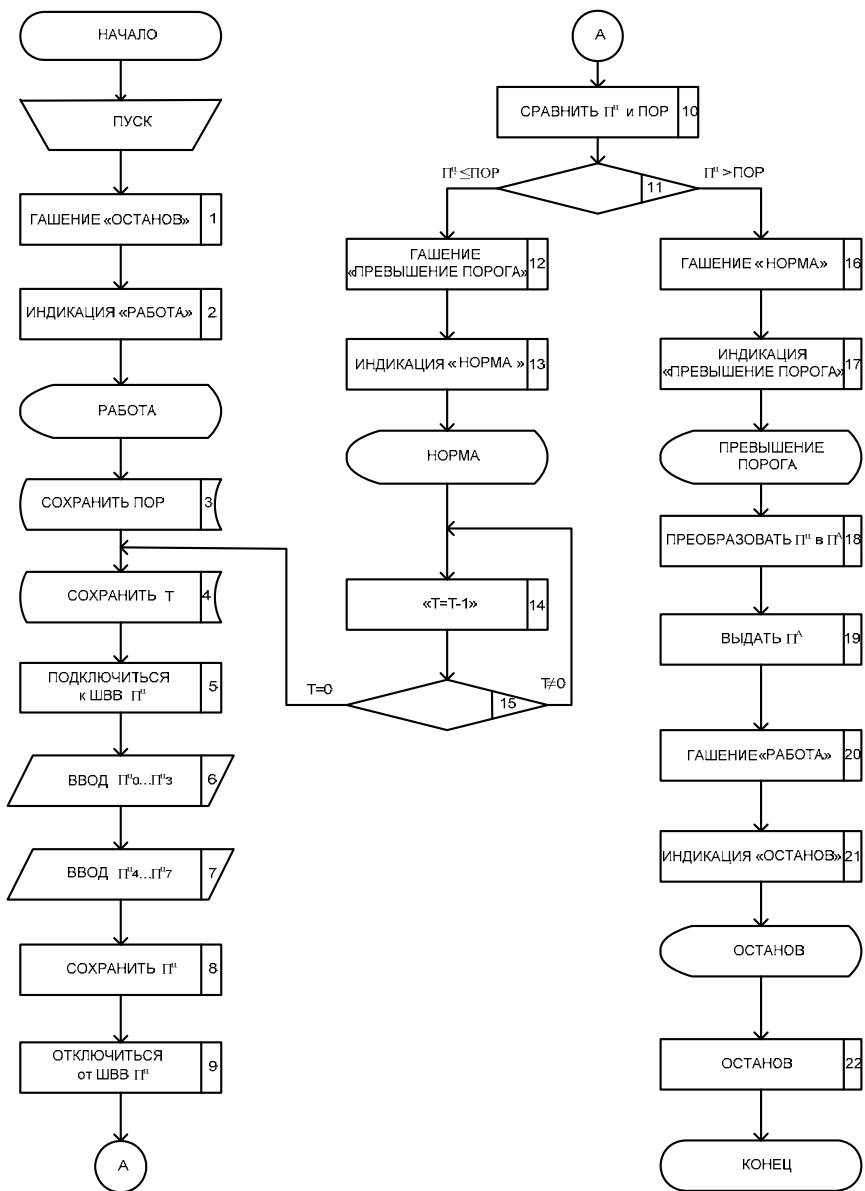 НАЧАЛО
ПУСК
ГАШЕНИЕ «ОСТАНОВ» 1
ИНДИКАЦИЯ «РАБОТА» 2
РАБОТА
СОХРАНИТЬ ПОР 3
СОХРАНИТЬ Т 4
ПОДКЛЮЧИТЬСЯ
к ШВВ Пц 5
ВВОД Пц0...Пц3 6
ВВОД Пц4...Пц7 7
СОХРАНИТЬ Пц 8
ОТКЛЮЧИТЬСЯ
от ШВВ Пц 9
А
А
СРАВНИТЬ Пц и ПОР 10
Пц ≤ПОР
11
Пц >ПОР
ГАШЕНИЕ
«ПРЕВЫШЕНИЕ ПОРОГА» 12
ИНДИКАЦИЯ « НОРМА » 13
НОРМА
«Т=Т-1» 14
Т=0
15
Т≠0
ГАШЕНИЕ «НОРМА» 16
ИНДИКАЦИЯ
«ПРЕВЫШЕНИЕ ПОРОГА» 17
ПРЕВЫШЕНИЕ
ПОРОГА
ПРЕОБРАЗОВАТЬ Пц в ПА 18
ВЫДАТЬ ПА 19
ГАШЕНИЕ«РАБОТА» 20
ИНДИКАЦИЯ «ОСТАНОВ» 21
ОСТАНОВ
ОСТАНОВ 22
КОНЕЦ